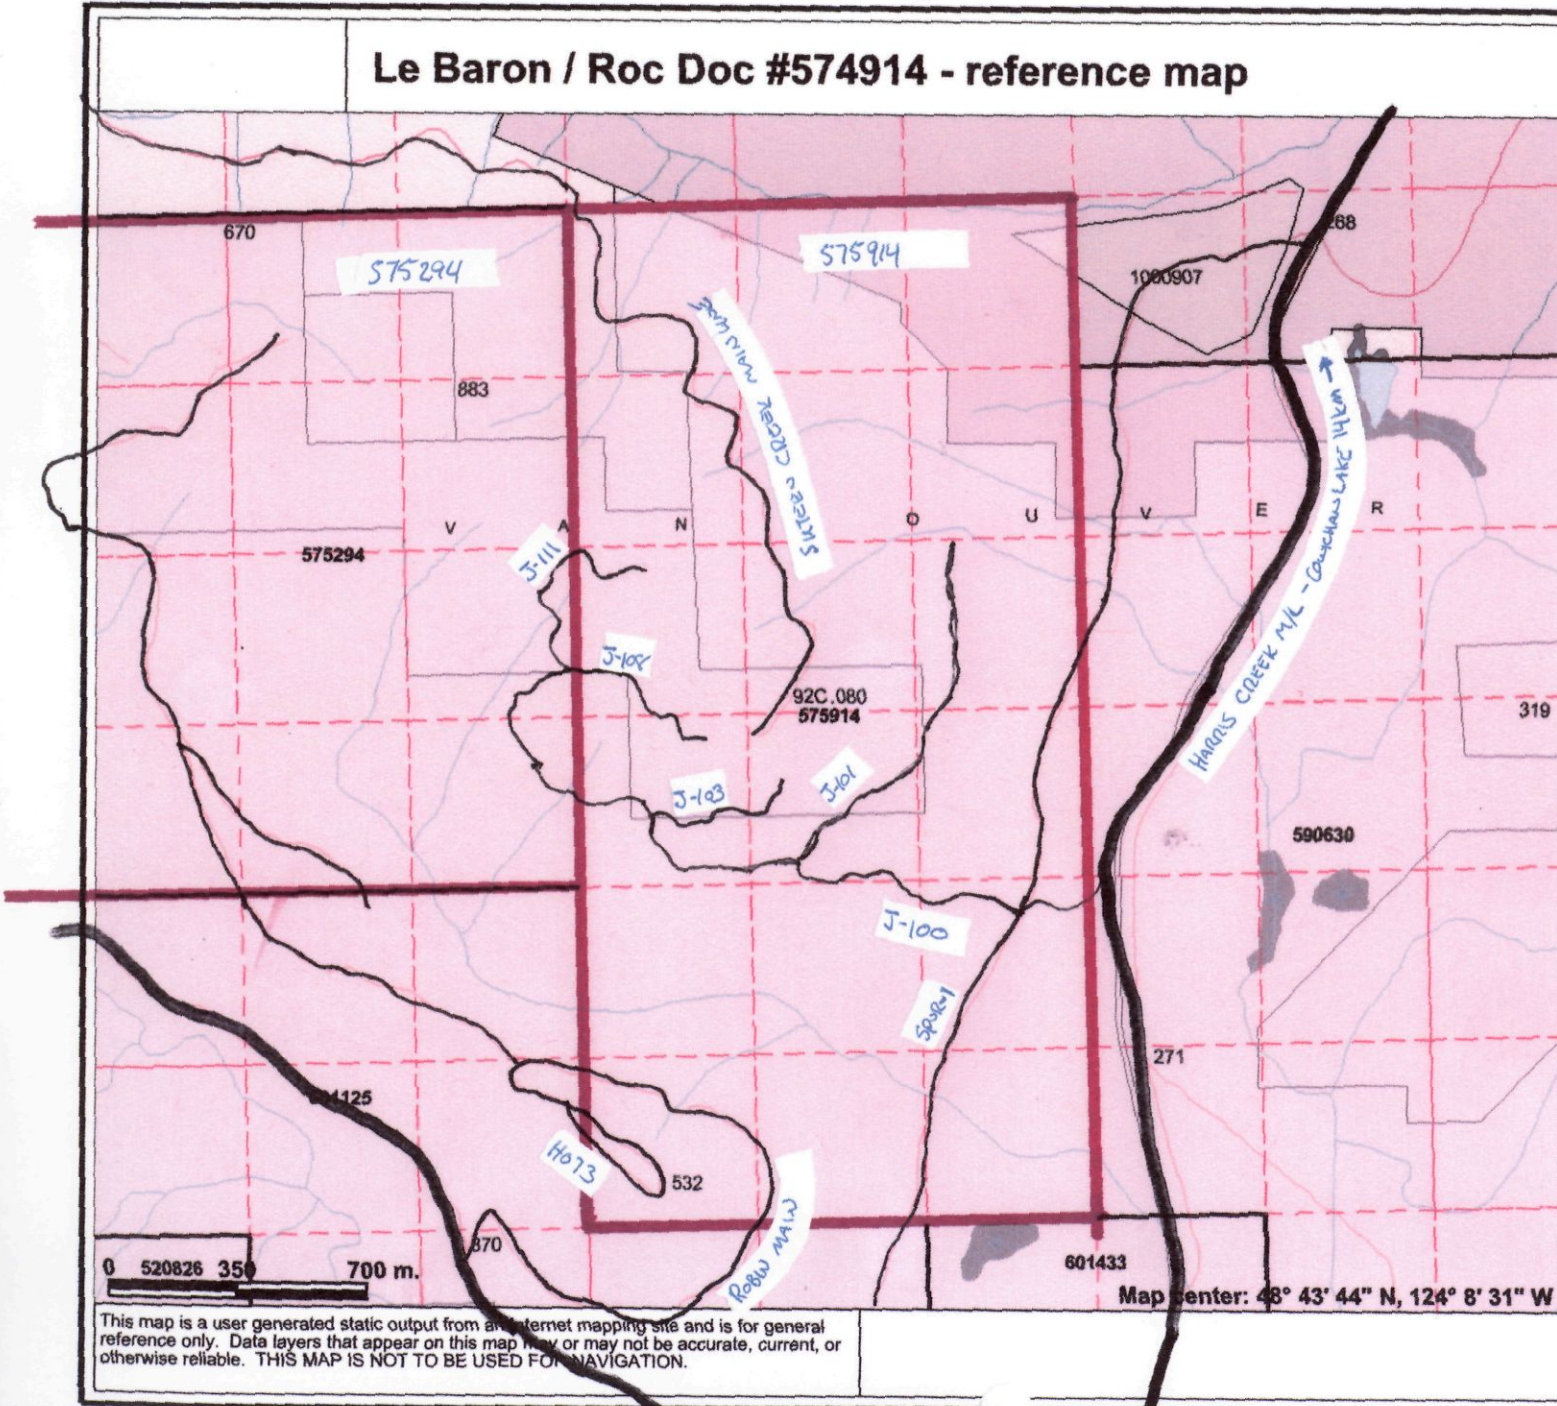 Le Baron / Roc Doc #574914 - reference map
268
670
575294
575914
1000907
883
HARRIS CREEK M/L - COWICHAN LAKE 14km →
V A N O U V E R
575294
J-111
J-108
92C.080
575914
319
J-103
J-101
590630
J-100
SPUR-1
271
H073
532
ROBW MAIN
370
601433
0 520826 350 700 m.
Map center: 48° 43' 44" N, 124° 8' 31" W
This map is a user generated static output from an Internet mapping site and is for general
reference only. Data layers that appear on this map may or may not be accurate, current, or
otherwise reliable. THIS MAP IS NOT TO BE USED FOR NAVIGATION.